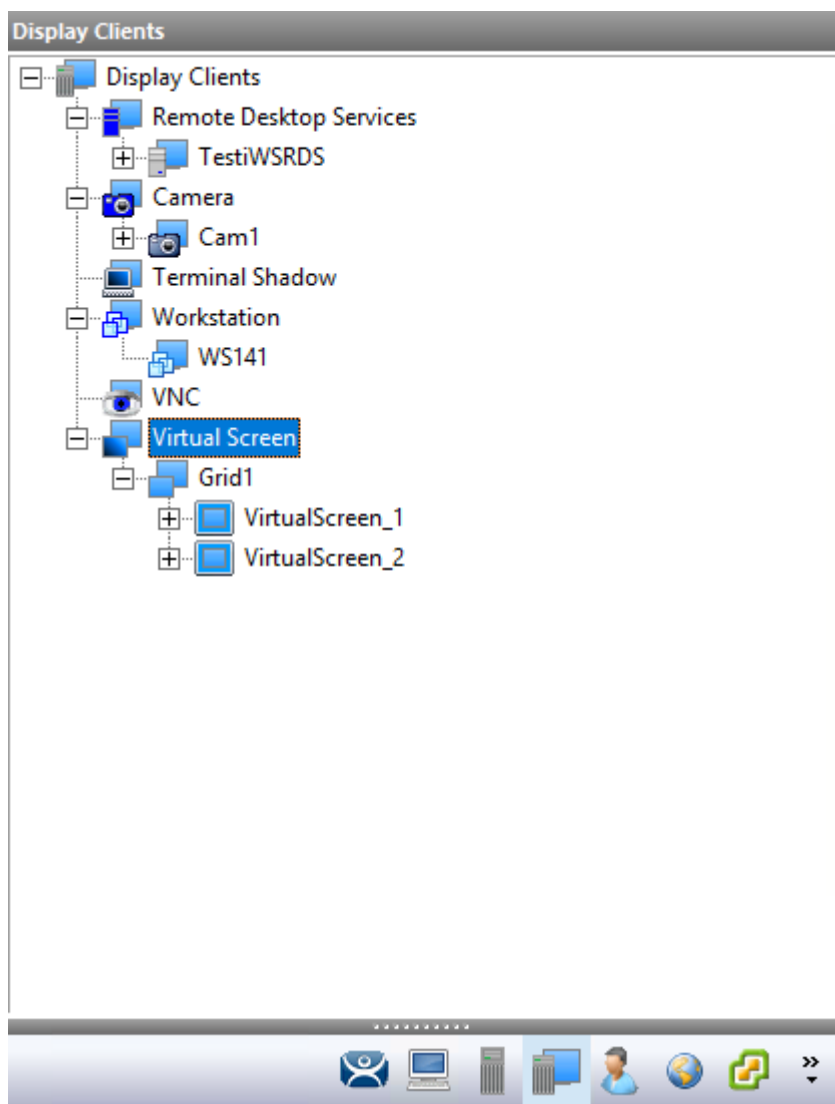 Display Clients
Display Clients
Remote Desktop Services
TestiWSRDS
Camera
Cam1
Terminal Shadow
Workstation
WS141
VNC
Virtual Screen
Grid1
VirtualScreen_1
VirtualScreen_2